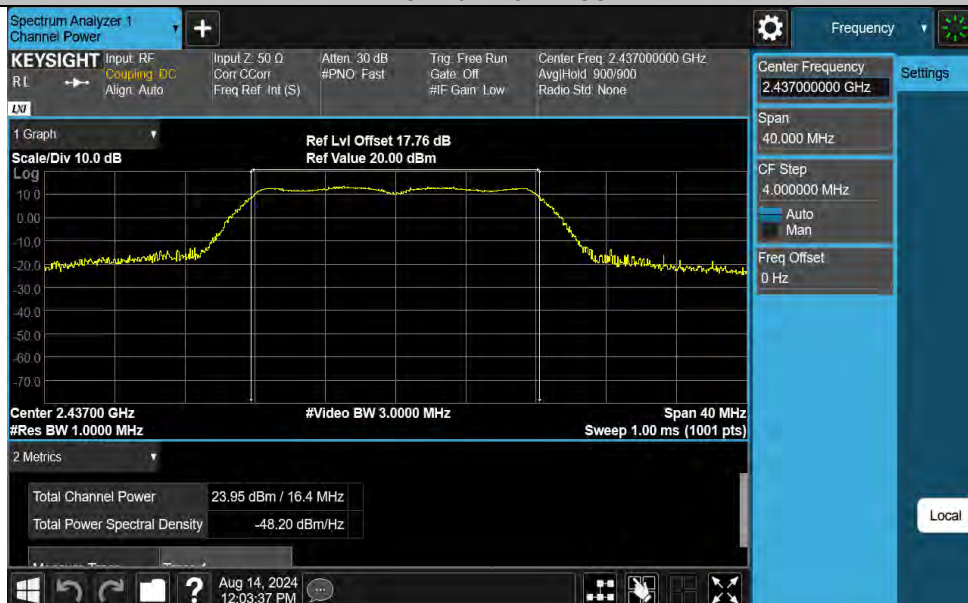 Spectrum Analyzer 1
Channel Power
+
Frequency
KEYSIGHT
Input: RF
Coupling: DC
Align: Auto
Input Z: 50 Ω
Corr CCorr
Freq Ref: Int (S)
Atten: 30 dB
#PNO: Fast
Trig: Free Run
Gate: Off
#IF Gain: Low
Center Freq: 2.437000000 GHz
Avg|Hold: 900/900
Radio Std: None
LXI
Center Frequency
2.437000000 GHz
Settings
Span
40.000 MHz
CF Step
4.000000 MHz
Auto
Man
Freq Offset
0 Hz
1 Graph
Scale/Div 10.0 dB
Ref Lvl Offset 17.76 dB
Ref Value 20.00 dBm
Log
10.0
0.00
-10.0
-20.0
-30.0
-40.0
-50.0
-60.0
-70.0
Center 2.43700 GHz
#Video BW 3.0000 MHz
Span 40 MHz
#Res BW 1.0000 MHz
Sweep 1.00 ms (1001 pts)
2 Metrics
Total Channel Power 23.95 dBm / 16.4 MHz
Total Power Spectral Density -48.20 dBm/Hz
Local
?
Aug 14, 2024
12:03:37 PM